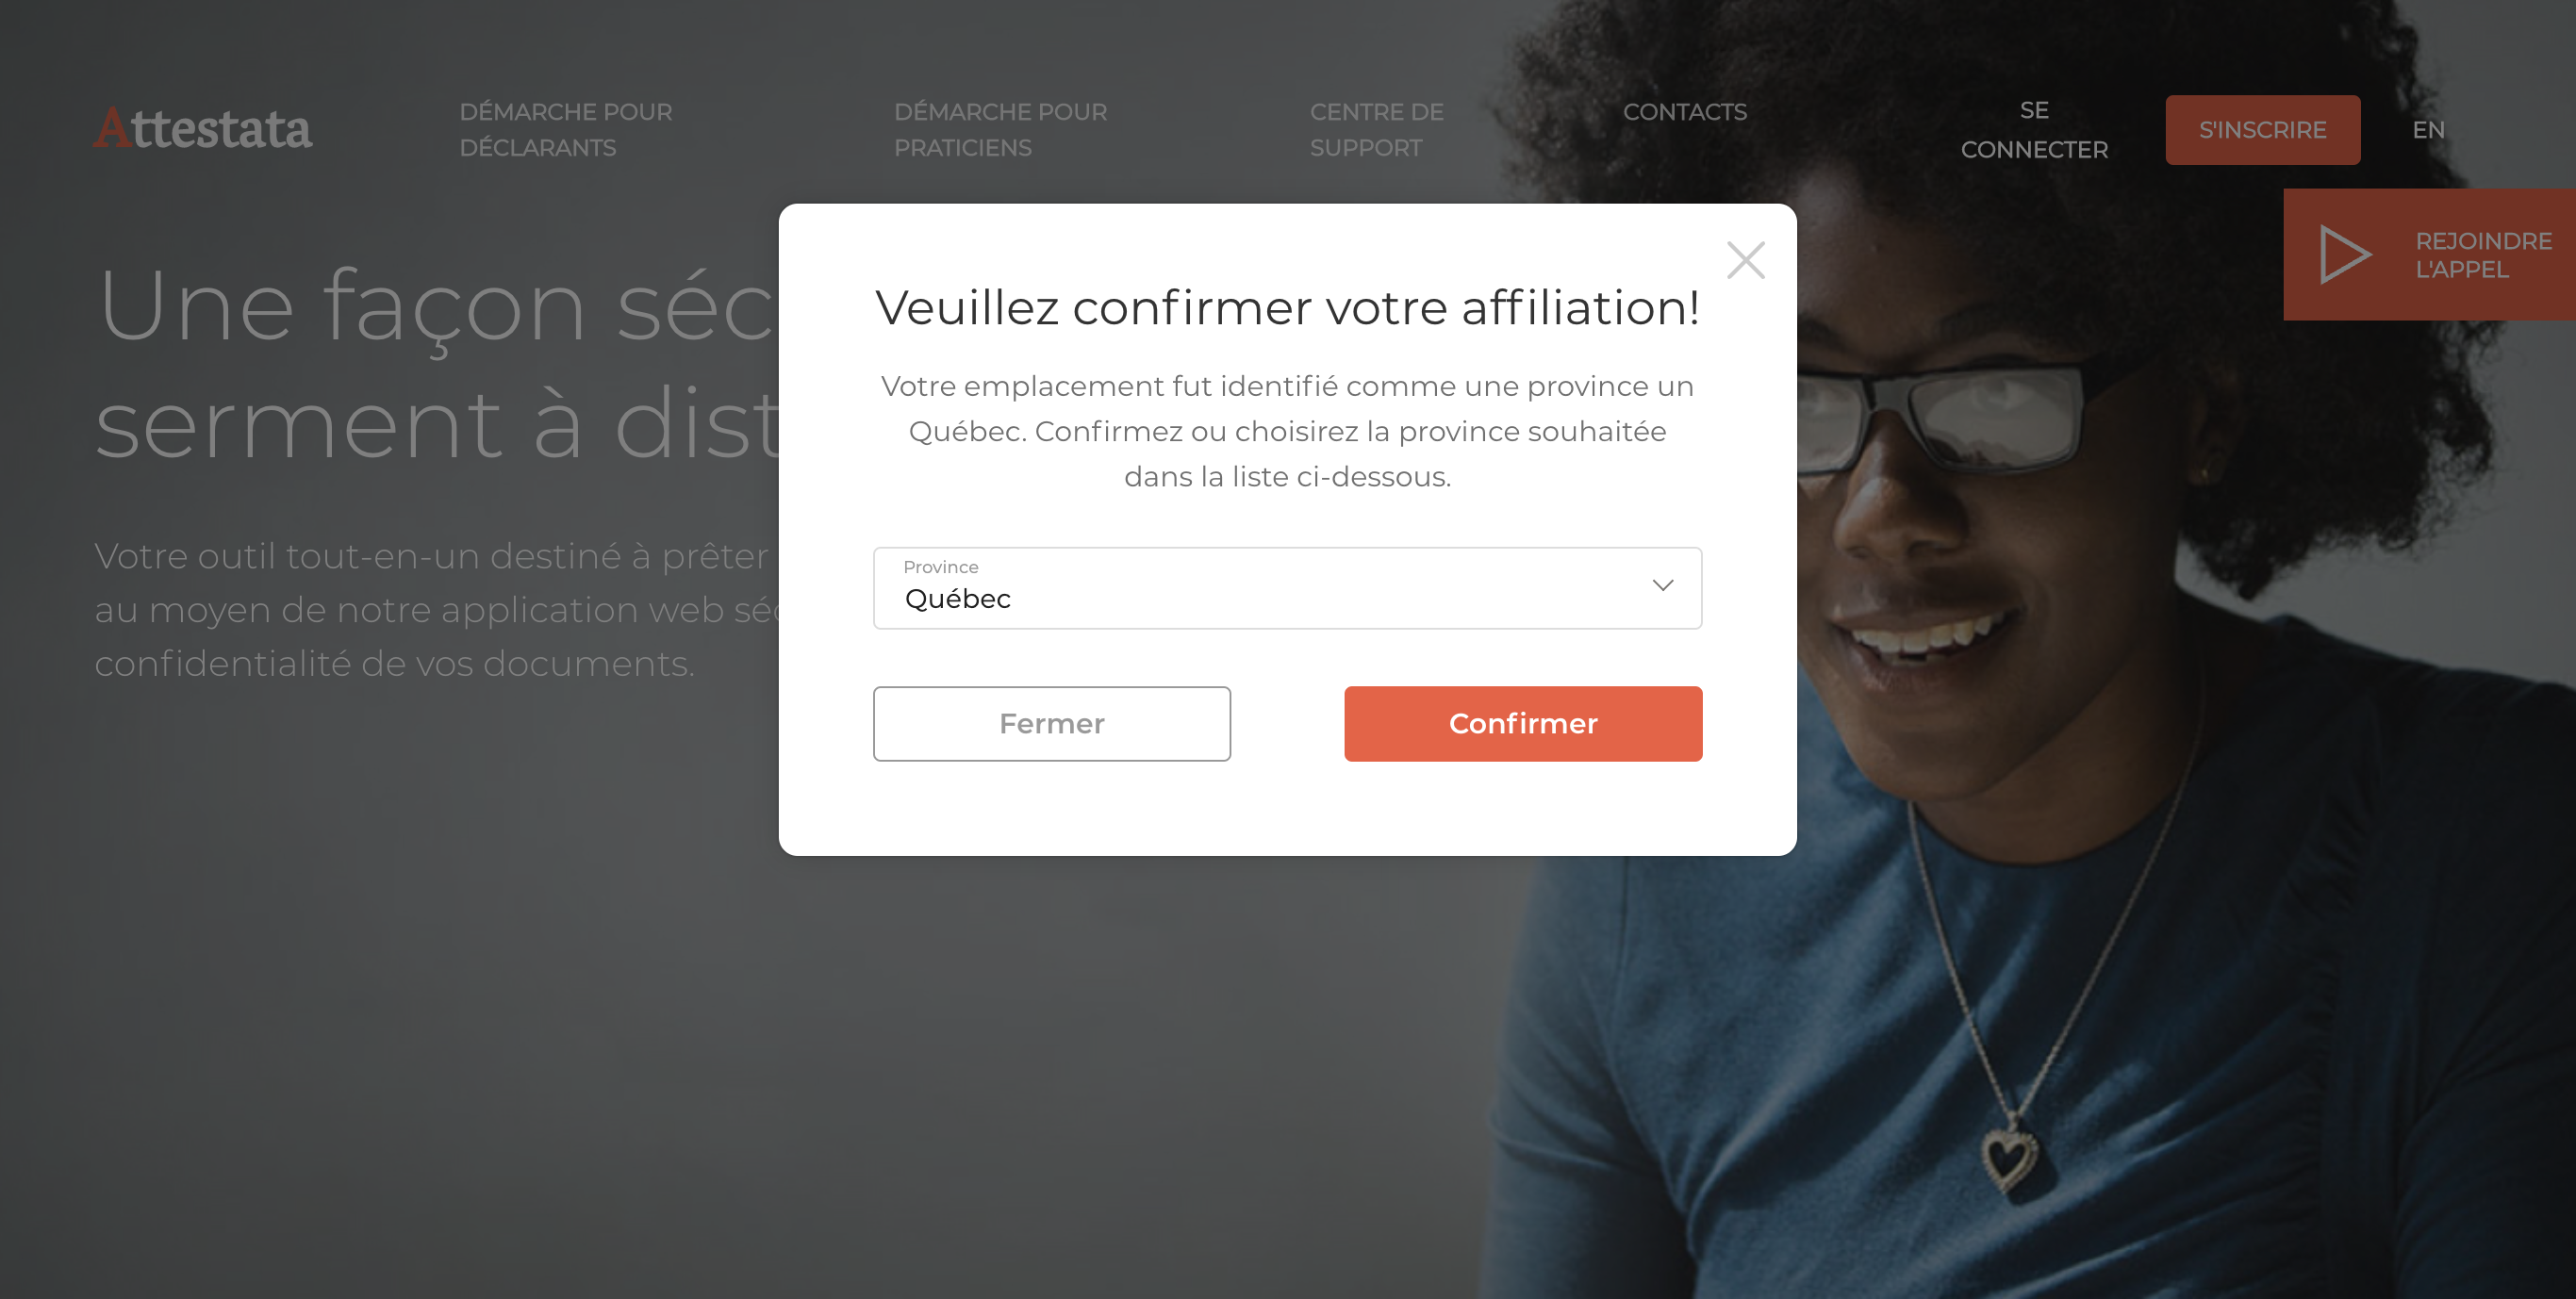 Attestata
DÉMARCHE POUR
DÉCLARANTS
DÉMARCHE POUR
PRATICIENS
CENTRE DE
SUPPORT
CONTACTS
SE
CONNECTER
S'INSCRIRE
EN
REJOINDRE
L'APPEL
Une façon séc
serment à dist
Votre outil tout-en-un destiné à prêter
au moyen de notre application web séc
confidentialité de vos documents.
Veuillez confirmer votre affiliation!
Votre emplacement fut identifié comme une province un
Québec. Confirmez ou choisirez la province souhaitée
dans la liste ci-dessous.
Province
Québec
Fermer
Confirmer